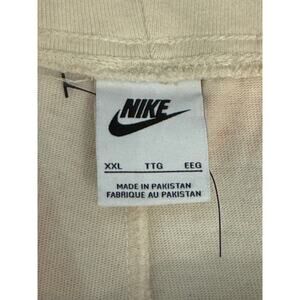 NIKE
XXL TTG EEG
MADE IN PAKISTAN
FABRIQUE AU PAKISTAN